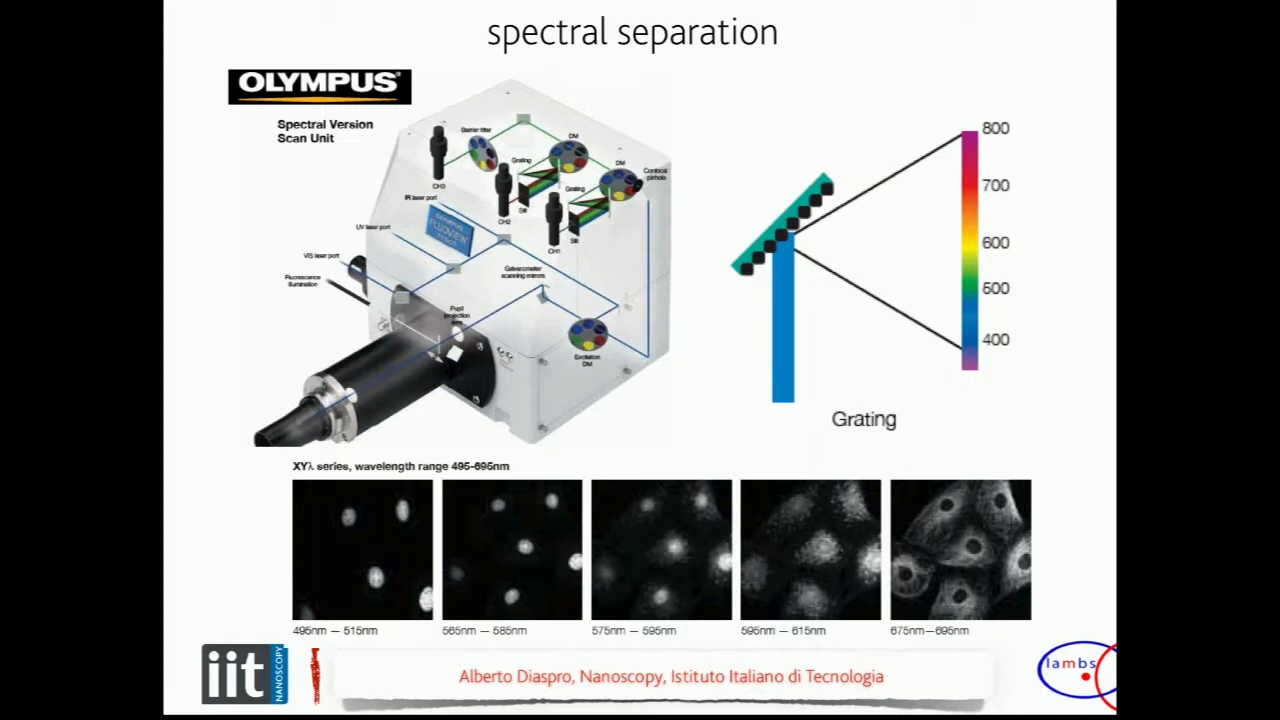 spectral separation
OLYMPUS
Spectral Version
Scan Unit
Barrier filter
DM
DM
Confocal
pinhole
Grating
Grating
CH3
Slit
CH2
Slit
CH1
IR laser port
OLYMPUS
FLUOVIEW
UV laser port
VIS laser port
Fluorescence
illumination
Galvanometer
scanning mirrors
Pupil
projection
lens
Excitation
DM
800
700
600
500
400
Grating
XYλ series, wavelength range 495-695nm
495nm — 515nm
565nm — 585nm
575nm — 595nm
595nm — 615nm
675nm—695nm
iit
NANOSCOPY
Alberto Diaspro, Nanoscopy, Istituto Italiano di Tecnologia
lambs